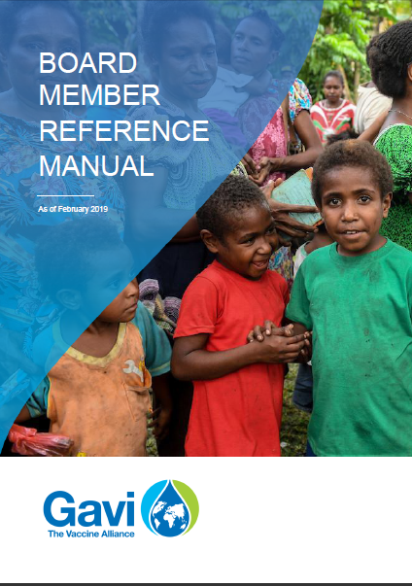 BOARD
MEMBER
REFERENCE
MANUAL
As of February 2019
Gavi
The Vaccine Alliance